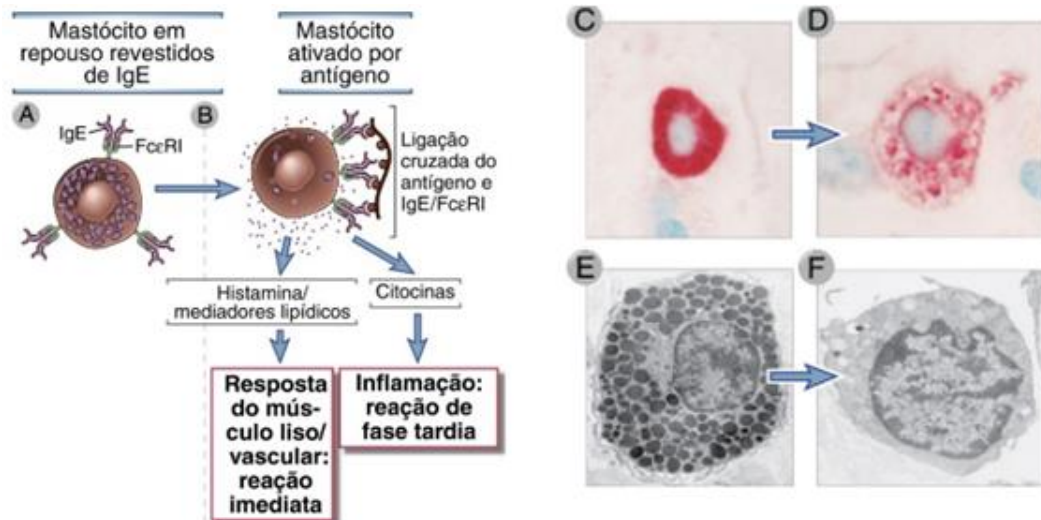 Mastócito em
repouso revestidos
de IgE
Mastócito
ativado por
antígeno
A
B
IgE
FcεRI
Ligação
cruzada do
antígeno e
IgE/FcεRI
Histamina/
mediadores lipídicos
Citocinas
Resposta
do mús-
culo liso/
vascular:
reação
imediata
Inflamação:
reação de
fase tardia
C
D
E
F